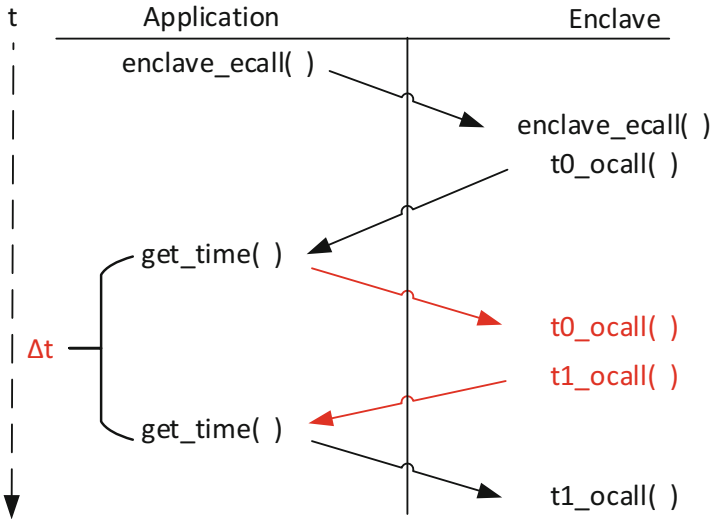 t Application Enclave
enclave_ecall( )
enclave_ecall( )
t0_ocall( )
get_time( )
t0_ocall( )
Δt
t1_ocall( )
get_time( )
t1_ocall( )